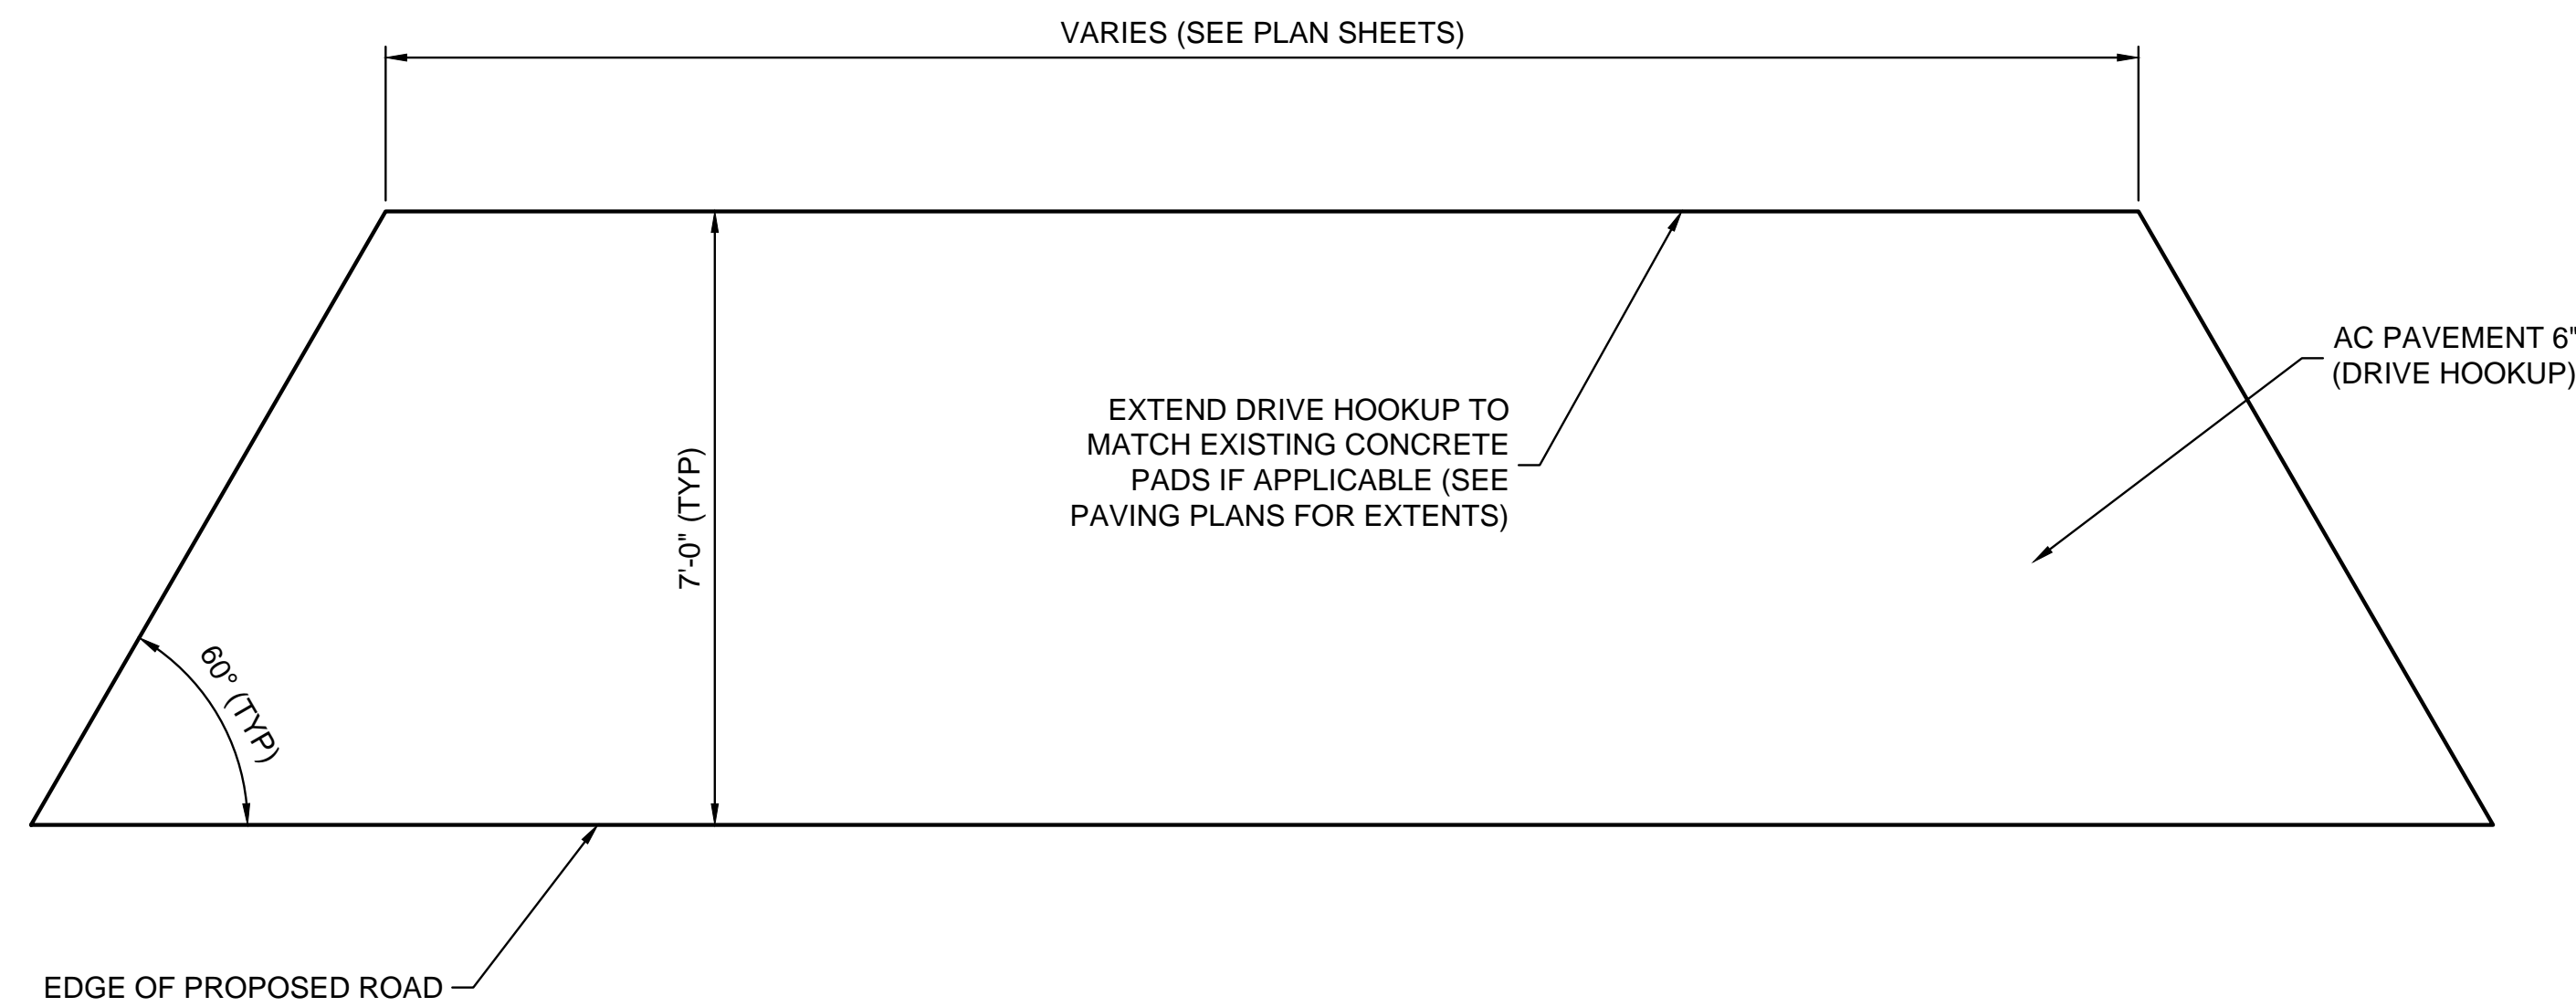 VARIES (SEE PLAN SHEETS)
AC PAVEMENT 6"
(DRIVE HOOKUP)
EXTEND DRIVE HOOKUP TO
MATCH EXISTING CONCRETE
PADS IF APPLICABLE (SEE
PAVING PLANS FOR EXTENTS)
7'-0" (TYP)
60° (TYP)
EDGE OF PROPOSED ROAD